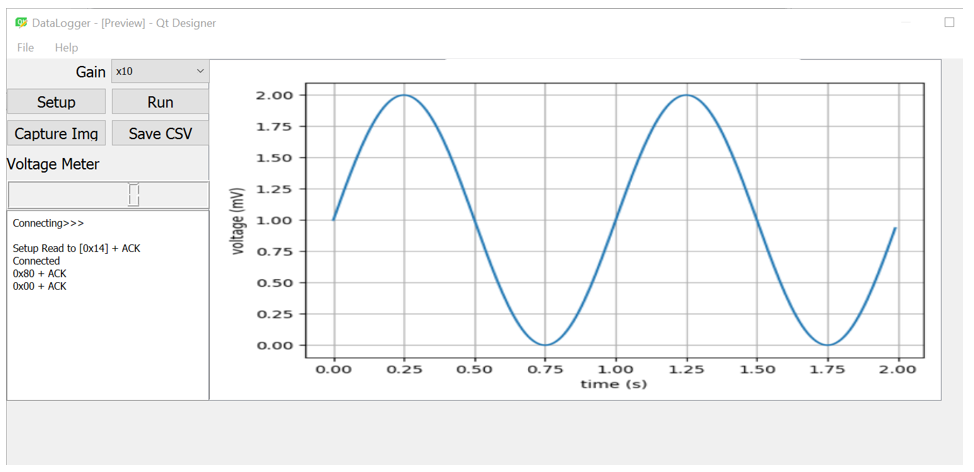 DataLogger - [Preview] - Qt Designer
File Help
Gain x10
Setup Run
Capture Img Save CSV
Voltage Meter
0
Connecting>>>
Setup Read to [0x14] + ACK
Connected
0x80 + ACK
0x00 + ACK
voltage (mV)
2.00
1.75
1.50
1.25
1.00
0.75
0.50
0.25
0.00
0.00 0.25 0.50 0.75 1.00 1.25 1.50 1.75 2.00
time (s)